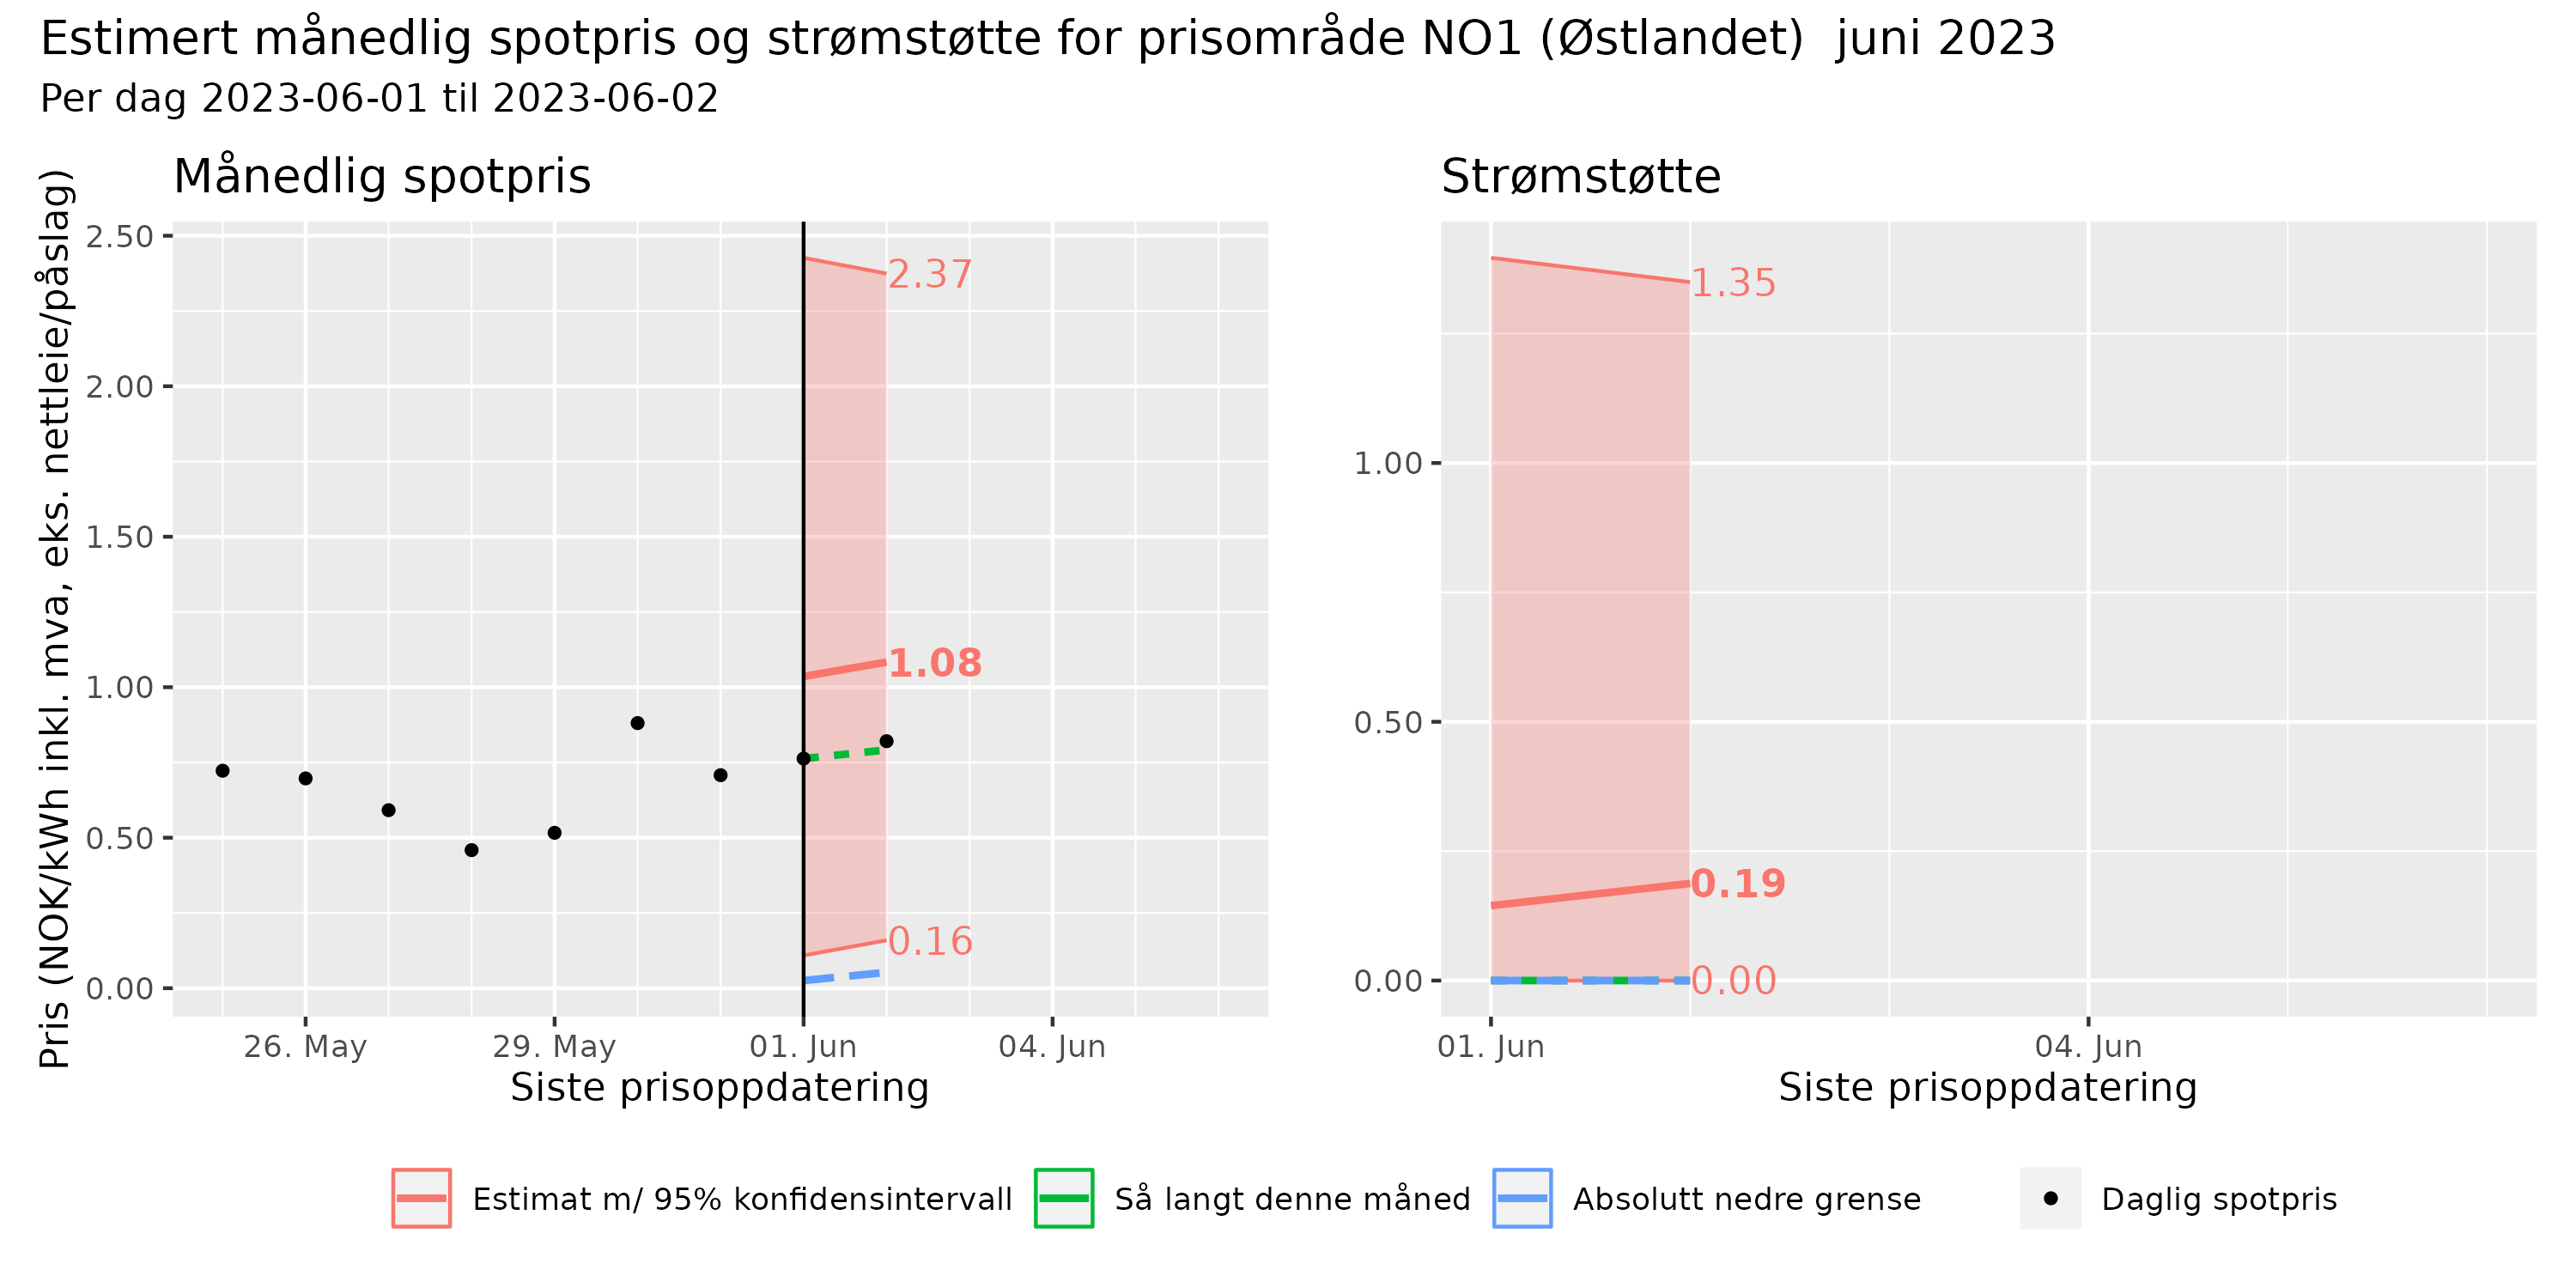 Estimert månedlig spotpris og strømstøtte for prisområde NO1 (Østlandet)  juni 2023
Per dag 2023-06-01 til 2023-06-02
Månedlig spotpris
Pris (NOK/kWh inkl. mva, eks. nettleie/påslag)
2.50
2.00
1.50
1.00
0.50
0.00
2.37
1.08
0.16
26. May
29. May
01. Jun
04. Jun
Siste prisoppdatering
Strømstøtte
1.00
0.50
0.00
1.35
0.19
0.00
01. Jun
04. Jun
Siste prisoppdatering
Estimat m/ 95% konfidensintervall
Så langt denne måned
Absolutt nedre grense
Daglig spotpris